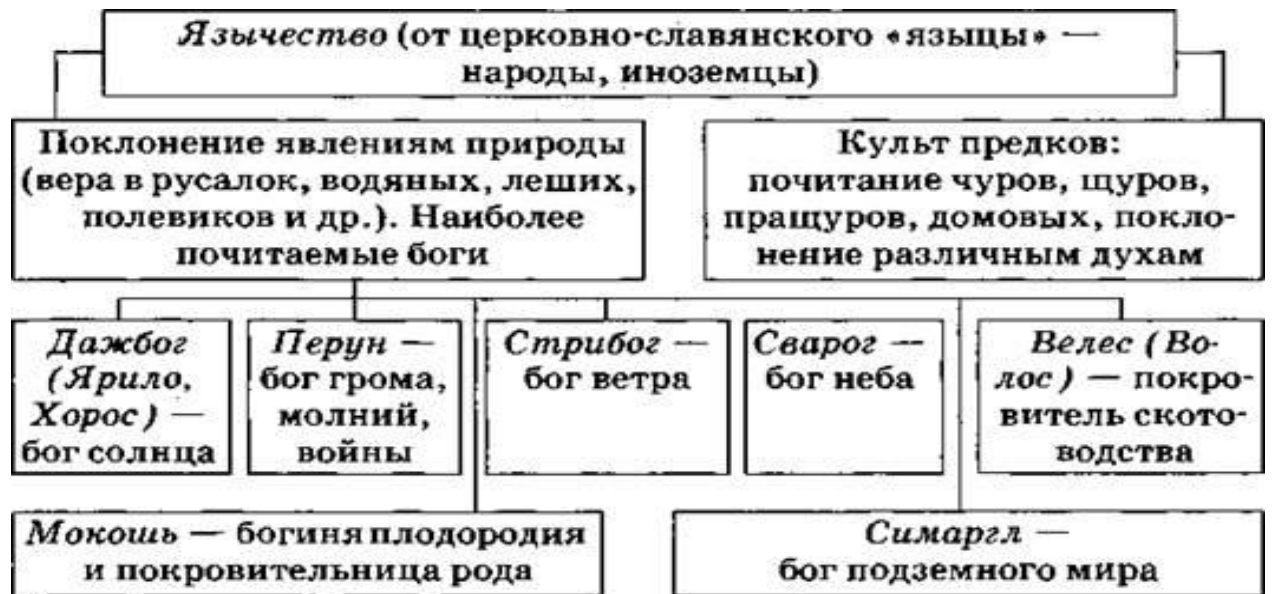 Язычество (от церковно-славянского «языцы» —
народы, иноземцы)
Поклонение явлениям природы
(вера в русалок, водяных, леших,
полевиков и др.). Наиболее
почитаемые боги
Культ предков:
почитание чуров, щуров,
пращуров, домовых, покло-
нение различным духам
Дажбог
(Ярило,
Хорос) —
бог солнца
Перун —
бог грома,
молний,
войны
Стрибог —
бог ветра
Сварог —
бог неба
Велес (Во-
лос) — покро-
витель ското-
водства
Мокошь — богиня плодородия
и покровительница рода
Симаргл —
бог подземного мира